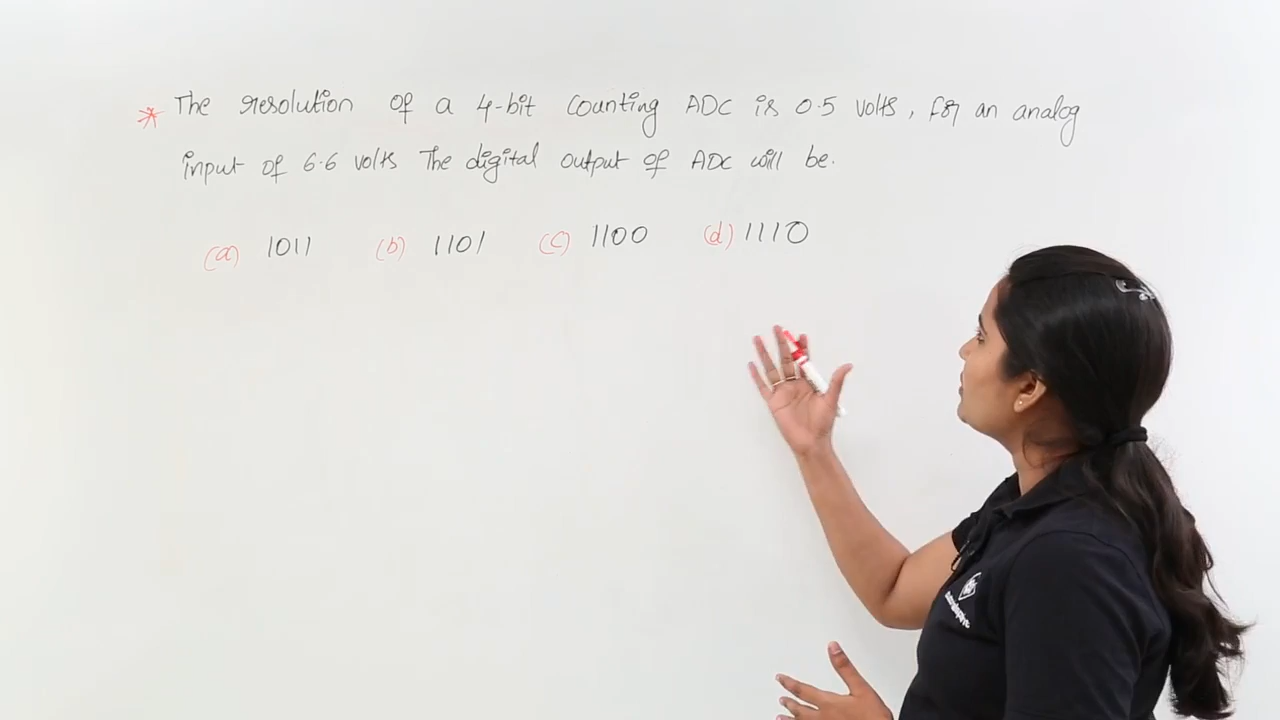 * The resolution of a 4-bit counting ADC is 0.5 volts, for an analog
input of 6.6 volts The digital output of ADC will be.
(a) 1011 (b) 1101 (c) 1100 (d) 1110